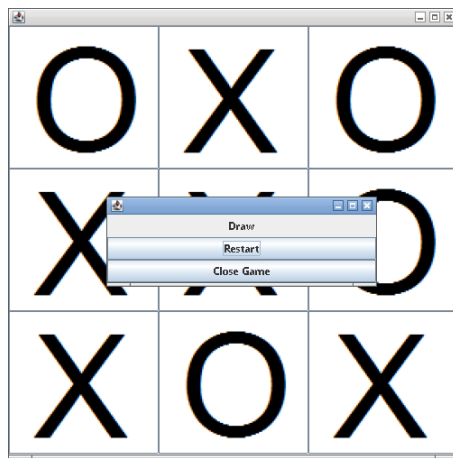 O X O
X X O
Draw
Restart
Close Game
X O X